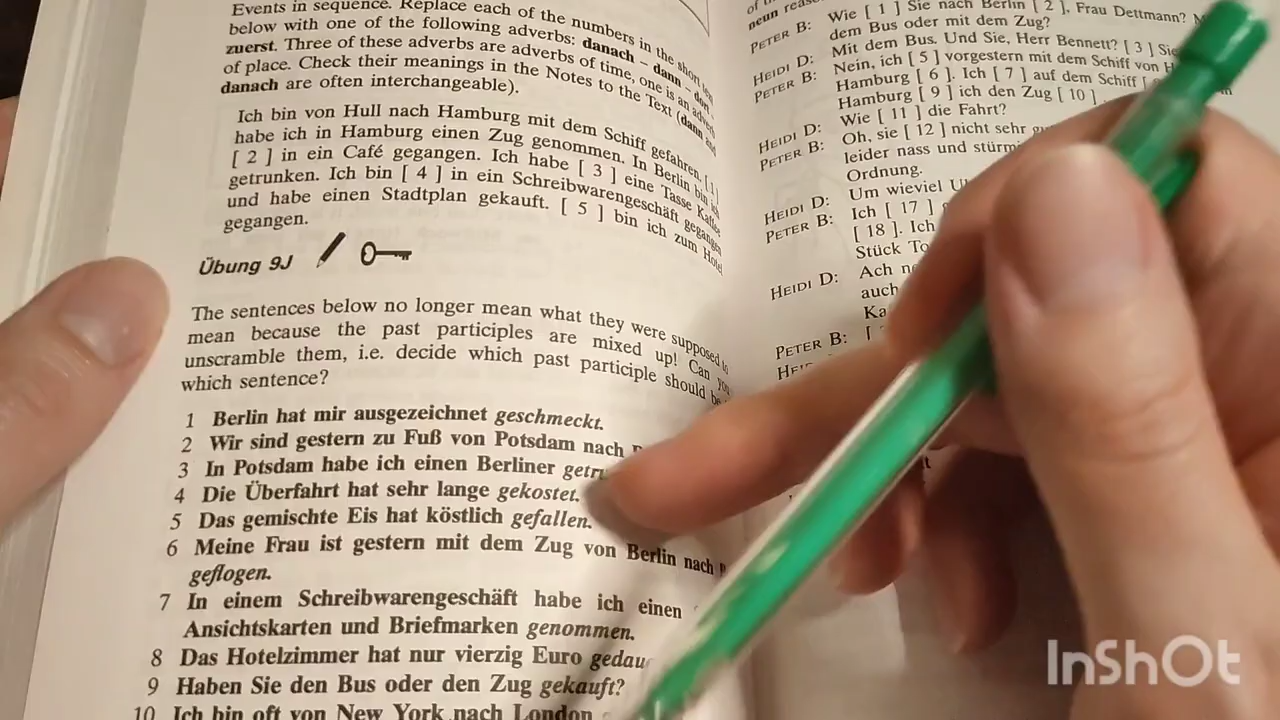 Events in sequence. Replace each of the numbers in the short text
below with one of the following adverbs: danach – dann – dort –
zuerst. Three of these adverbs are adverbs of time, one is an adverb
of place. Check their meanings in the Notes to the Text (dann and
danach are often interchangeable).
Ich bin von Hull nach Hamburg mit dem Schiff gefahren. [ 1 ]
habe ich in Hamburg einen Zug genommen. In Berlin bin ich
[ 2 ] in ein Café gegangen. Ich habe [ 3 ] eine Tasse Kaffee
getrunken. Ich bin [ 4 ] in ein Schreibwarengeschäft gegangen
und habe einen Stadtplan gekauft. [ 5 ] bin ich zum Hotel
gegangen.
Übung 9J
The sentences below no longer mean what they were supposed to
mean because the past participles are mixed up! Can you
unscramble them, i.e. decide which past participle should be
which sentence?
1 Berlin hat mir ausgezeichnet geschmeckt.
2 Wir sind gestern zu Fuß von Potsdam nach
3 In Potsdam habe ich einen Berliner
4 Die Überfahrt hat sehr lange gekostet.
5 Das gemischte Eis hat köstlich gefallen.
6 Meine Frau ist gestern mit dem Zug von Berlin nach
geflogen.
7 In einem Schreibwarengeschäft habe ich einen
Ansichtskarten und Briefmarken genommen.
8 Das Hotelzimmer hat nur vierzig Euro
9 Haben Sie den Bus oder den Zug gekauft?
10 Ich bin oft von New York nach London
neun
PETER B: Wie [ 1 ] Sie nach Berlin [ 2 ], Frau Dettmann?
dem Bus oder mit dem Zug?
HEIDI D: Mit dem Bus. Und Sie, Herr Bennett? [ 3 ]
PETER B: Nein, ich [ 5 ] vorgestern mit dem Schiff von
Hamburg [ 6 ]. Ich [ 7 ] auf dem Schiff [
Hamburg [ 9 ] ich den Zug [ 10 ]
HEIDI D: Wie [ 11 ] die Fahrt?
PETER B: Oh, sie [ 12 ] nicht sehr
leider nass und
Ordnung.
HEIDI D: Um wieviel
PETER B: Ich [ 17 ]
[ 18 ]. Ich
Stück
HEIDI D: Ach
auch
PETER B: [
InShOt